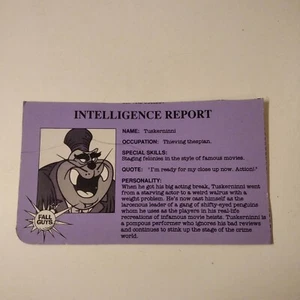 INTELLIGENCE REPORT
NAME: Tuskerninni
OCCUPATION: Thieving thespian.
SPECIAL SKILLS:
Staging felonies in the style of famous movies.
QUOTE: "I'm ready for my close up now. Action!"
PERSONALITY:
When he got his big acting break, Tuskerninni went
from a starving actor to a weird walrus with a
weight problem. He's now cast himself as the
larcenous leader of a gang of shifty-eyed penguins
whom he uses as the players in his real-life
recreations of infamous movie heists. Tuskerninni is
a pompous performer who ignores his bad reviews
and continues to stink up the stage of the crime
world.
FALL
GUYS